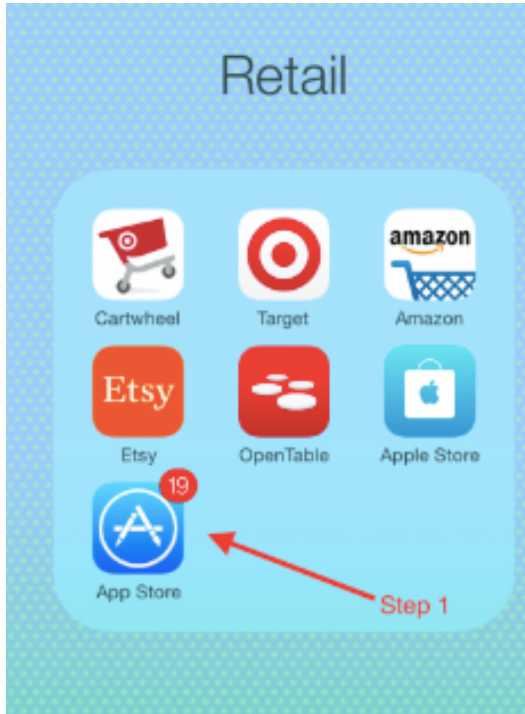 Retail
amazon
Cartwheel
Target
Amazon
Etsy
Etsy
OpenTable
Apple Store
19
App Store
Step 1